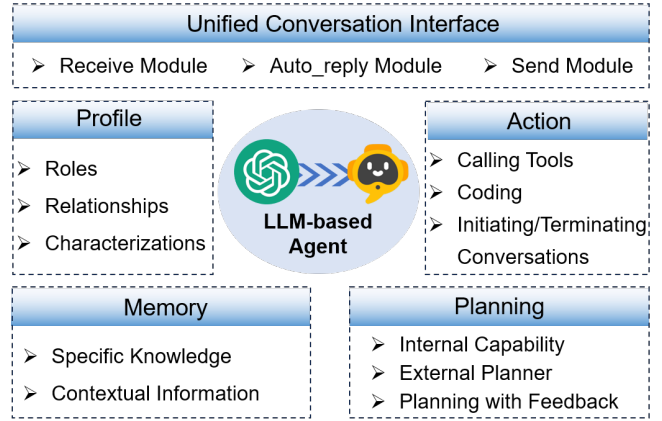 Unified Conversation Interface
➢ Receive Module ➢ Auto_reply Module ➢ Send Module
Profile
➢ Roles
➢ Relationships
➢ Characterizations
LLM-based
Agent
Action
➢ Calling Tools
➢ Coding
➢ Initiating/Terminating
Conversations
Memory
➢ Specific Knowledge
➢ Contextual Information
Planning
➢ Internal Capability
➢ External Planner
➢ Planning with Feedback